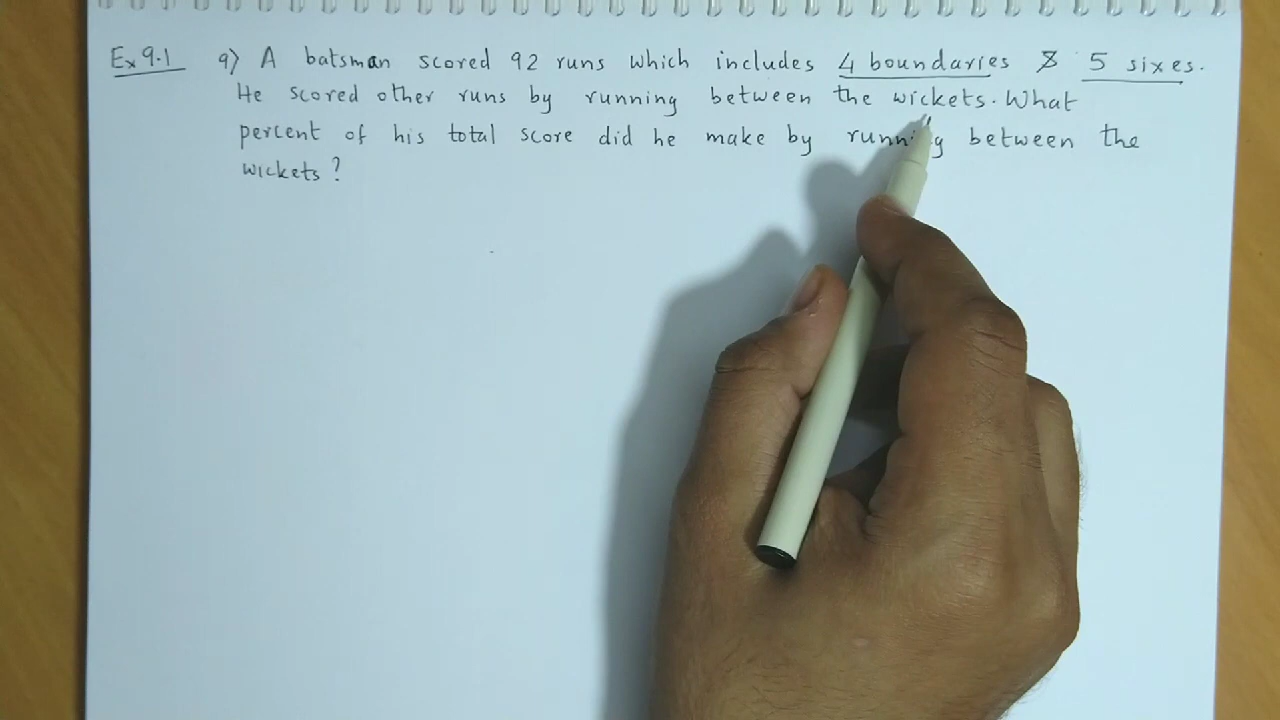 Ex 9.1 9) A batsman scored 92 runs which includes 4 boundaries & 5 sixes.
He scored other runs by running between the wickets. What
percent of his total score did he make by running between the
wickets?